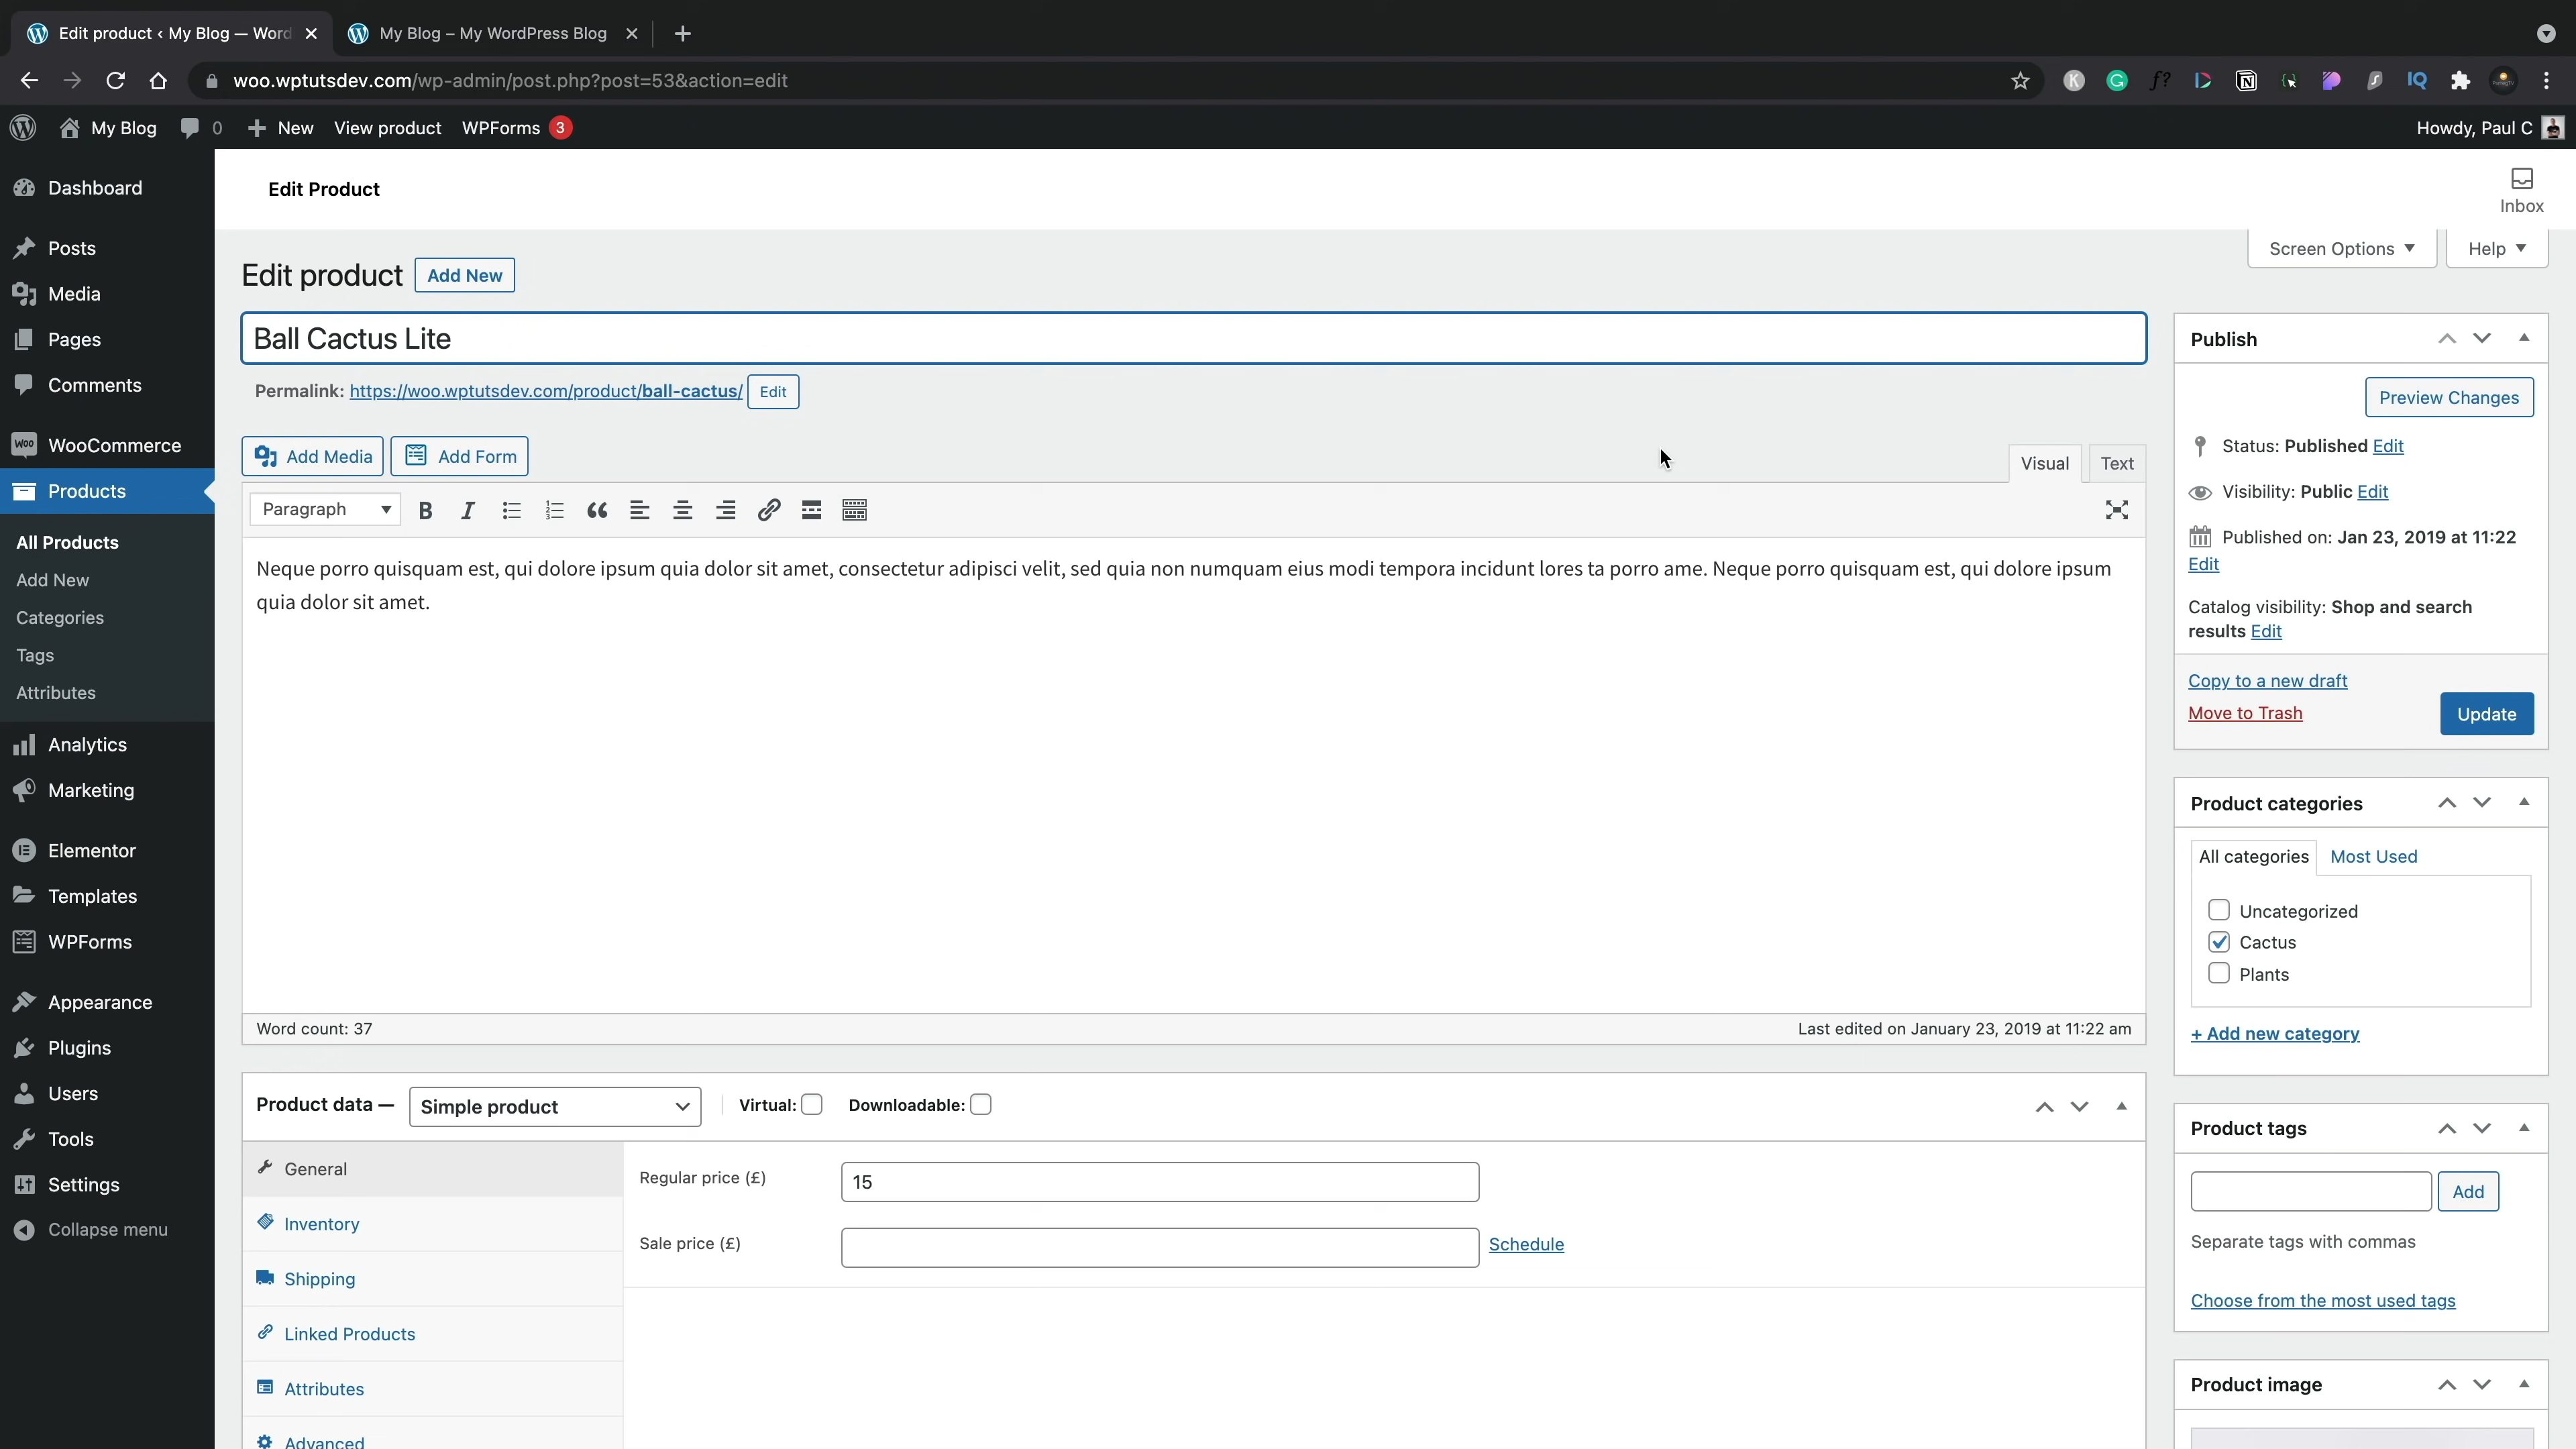 Edit product ‹ My Blog — Word
My Blog – My WordPress Blog
woo.wptutsdev.com/wp-admin/post.php?post=53&action=edit
My Blog 0 New View product WPForms 3
Howdy, Paul C
Dashboard
Posts
Media
Pages
Comments
WooCommerce
Products
All Products
Add New
Categories
Tags
Attributes
Analytics
Marketing
Elementor
Templates
WPForms
Appearance
Plugins
Users
Tools
Settings
Collapse menu
Edit Product
Inbox
Screen Options Help
Edit product Add New
Ball Cactus Lite
Permalink: https://woo.wptutsdev.com/product/ball-cactus/ Edit
Add Media Add Form
Visual Text
Paragraph
Neque porro quisquam est, qui dolore ipsum quia dolor sit amet, consectetur adipisci velit, sed quia non numquam eius modi tempora incidunt lores ta porro ame. Neque porro quisquam est, qui dolore ipsum
quia dolor sit amet.
Word count: 37
Last edited on January 23, 2019 at 11:22 am
Product data — Simple product Virtual: Downloadable:
General
Inventory
Shipping
Linked Products
Attributes
Advanced
Regular price (£) 15
Sale price (£) Schedule
Publish
Preview Changes
Status: Published Edit
Visibility: Public Edit
Published on: Jan 23, 2019 at 11:22
Edit
Catalog visibility: Shop and search
results Edit
Copy to a new draft
Move to Trash
Update
Product categories
All categories Most Used
Uncategorized
Cactus
Plants
+ Add new category
Product tags
Add
Separate tags with commas
Choose from the most used tags
Product image